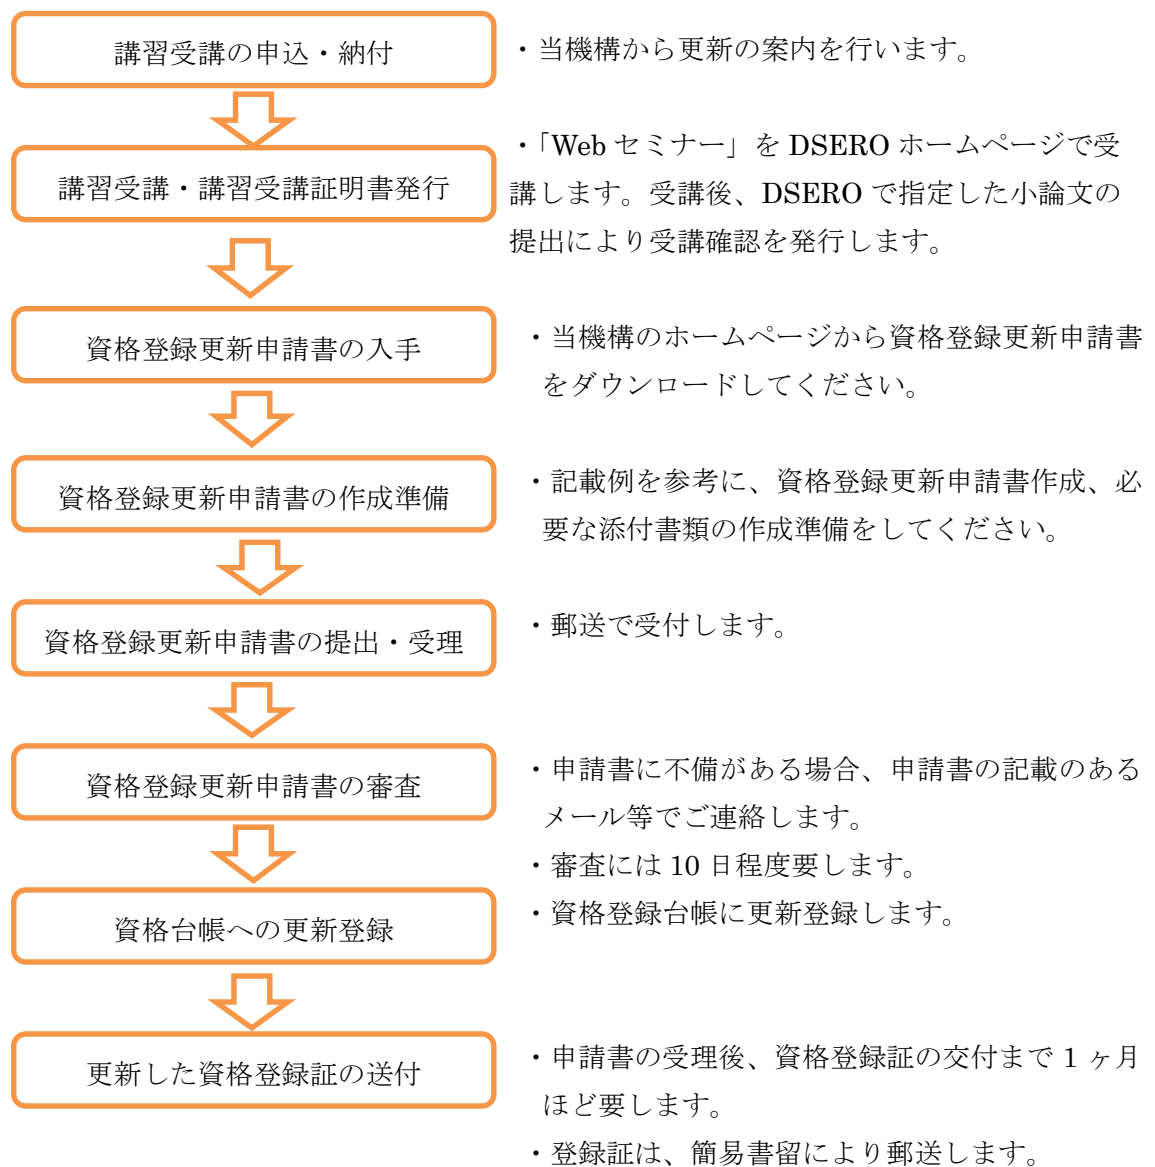 講習受講の申込・納付
・当機構から更新の案内を行います。
講習受講・講習受講証明書発行
・「Web セミナー」を DSERO ホームページで受
講します。受講後、DSERO で指定した小論文の
提出により受講確認を発行します。
資格登録更新申請書の入手
・当機構のホームページから資格登録更新申請書
をダウンロードしてください。
資格登録更新申請書の作成準備
・記載例を参考に、資格登録更新申請書作成、必
要な添付書類の作成準備をしてください。
資格登録更新申請書の提出・受理
・郵送で受付します。
資格登録更新申請書の審査
・申請書に不備がある場合、申請書の記載のある
メール等でご連絡します。
・審査には 10 日程度要します。
資格台帳への更新登録
・資格登録台帳に更新登録します。
更新した資格登録証の送付
・申請書の受理後、資格登録証の交付まで 1 ヶ月
ほど要します。
・登録証は、簡易書留により郵送します。